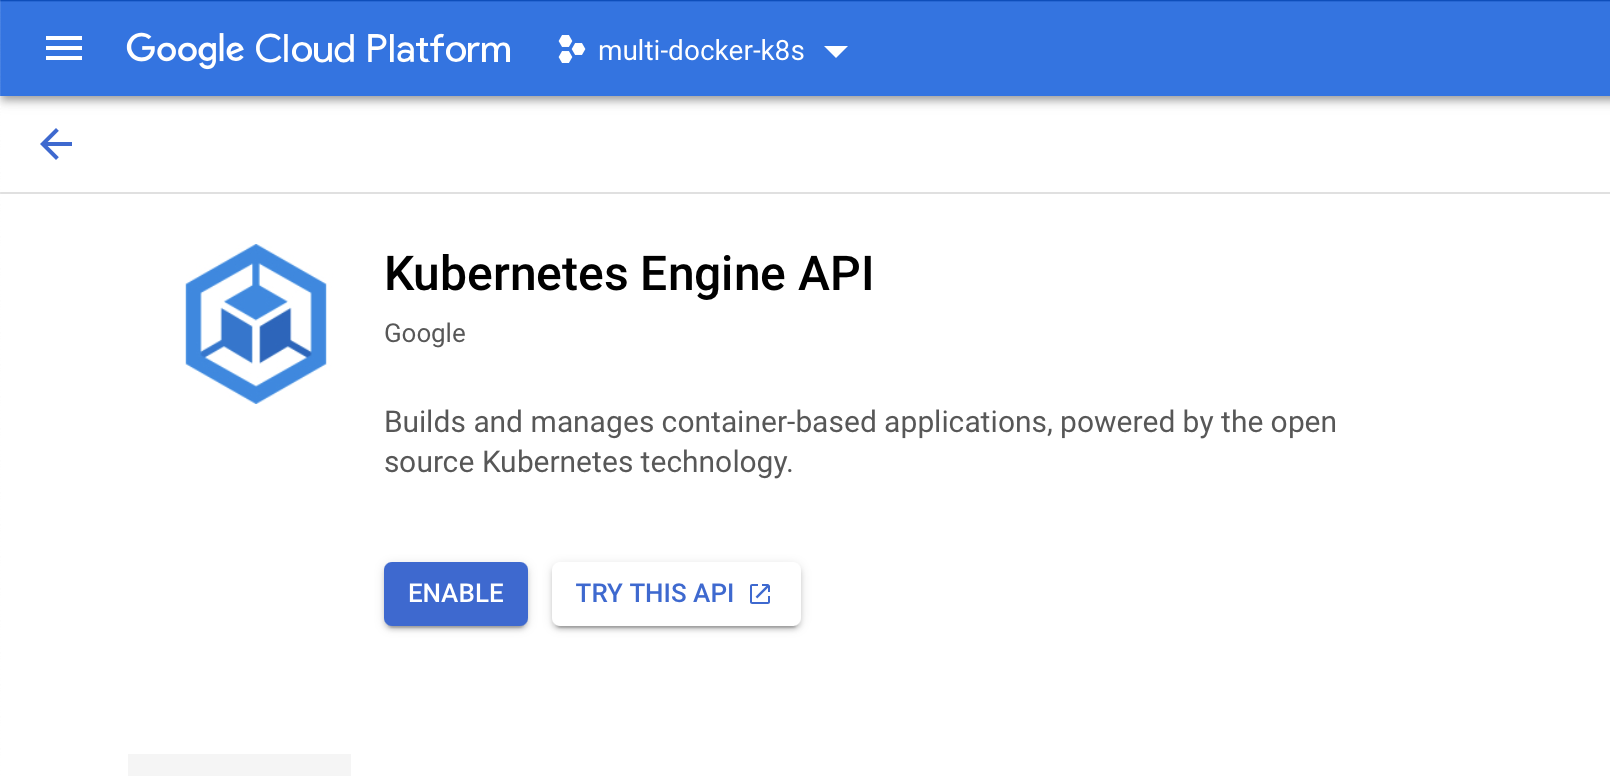 Google Cloud Platform multi-docker-k8s
Kubernetes Engine API
Google
Builds and manages container-based applications, powered by the open
source Kubernetes technology.
ENABLE TRY THIS API